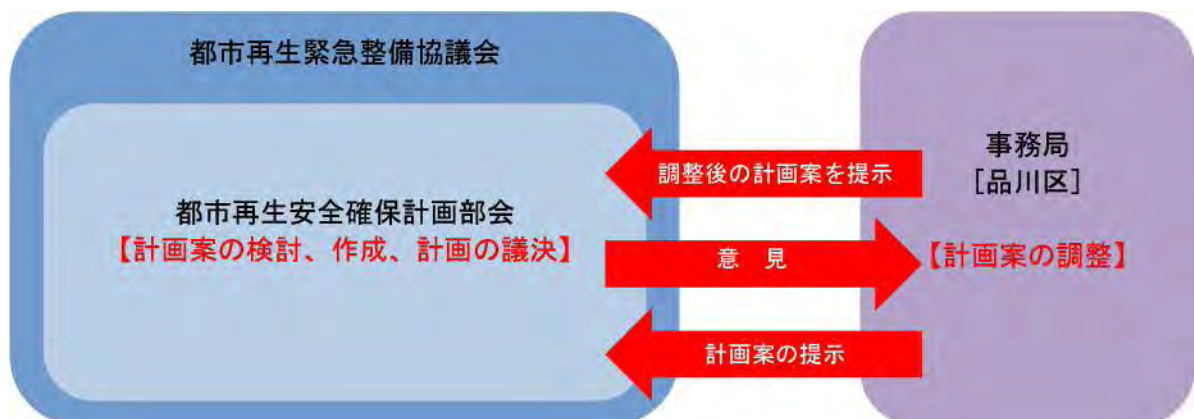 都市再生緊急整備協議会
都市再生安全確保計画部会
【計画案の検討、作成、計画の議決】
調整後の計画案を提示
意　見
計画案の提示
事務局
［品川区］
【計画案の調整】